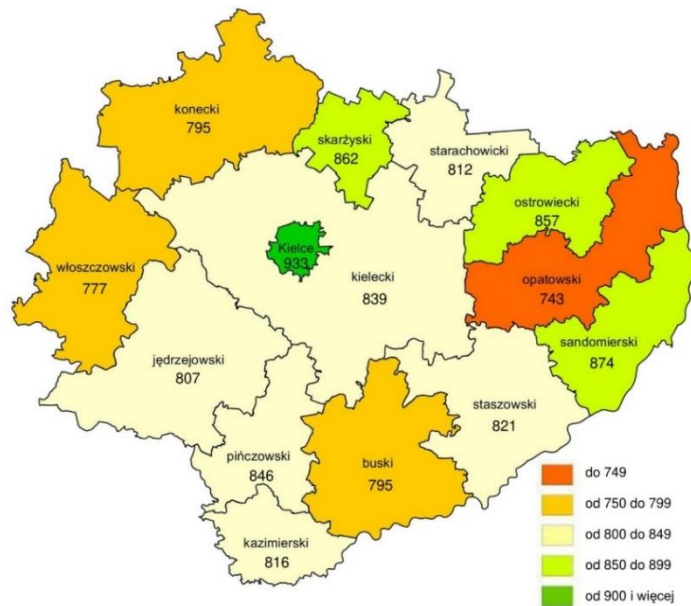 konecki
795
skarżyski
862
starachowicki
812
ostrowiecki
857
Kielce
933
włoszczowski
777
kielecki
839
opatowski
743
sandomierski
874
jędrzejowski
807
staszowski
821
pińczowski
846
buski
795
kazimierski
816
do 749
od 750 do 799
od 800 do 849
od 850 do 899
od 900 i więcej